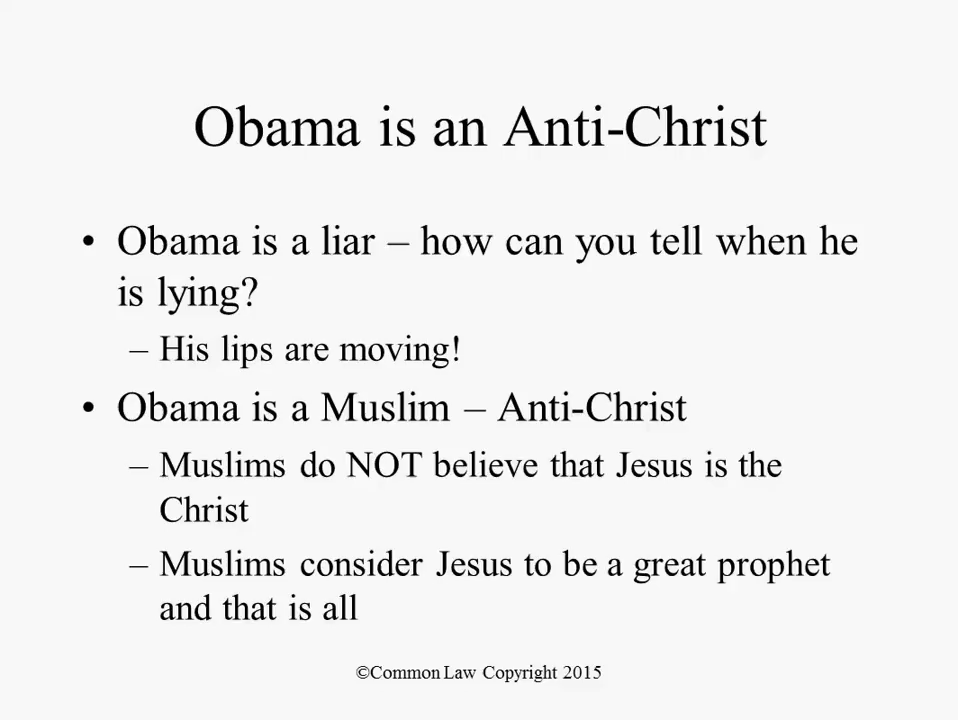 Obama is an Anti-Christ
• Obama is a liar – how can you tell when he
is lying?
– His lips are moving!
• Obama is a Muslim – Anti-Christ
– Muslims do NOT believe that Jesus is the
Christ
– Muslims consider Jesus to be a great prophet
and that is all
©Common Law Copyright 2015